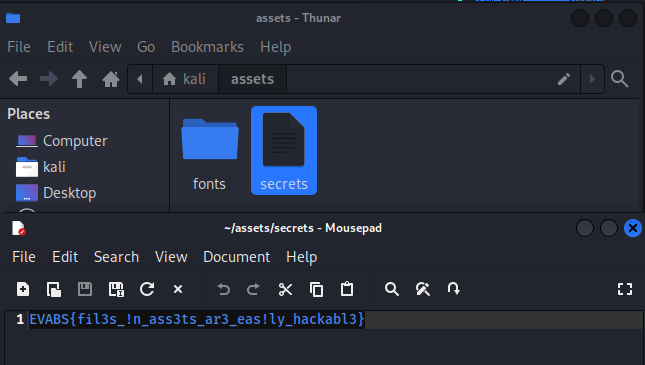 assets - Thunar
File Edit View Go Bookmarks Help
kali assets
Places
Computer
kali
Desktop
fonts secrets
~/assets/secrets - Mousepad
File Edit Search View Document Help
1 EVABS{fil3s_!n_ass3ts_ar3_eas!ly_hackabl3}